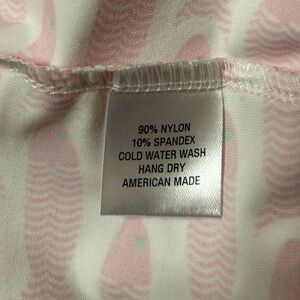 90% NYLON
10% SPANDEX
COLD WATER WASH
HANG DRY
AMERICAN MADE